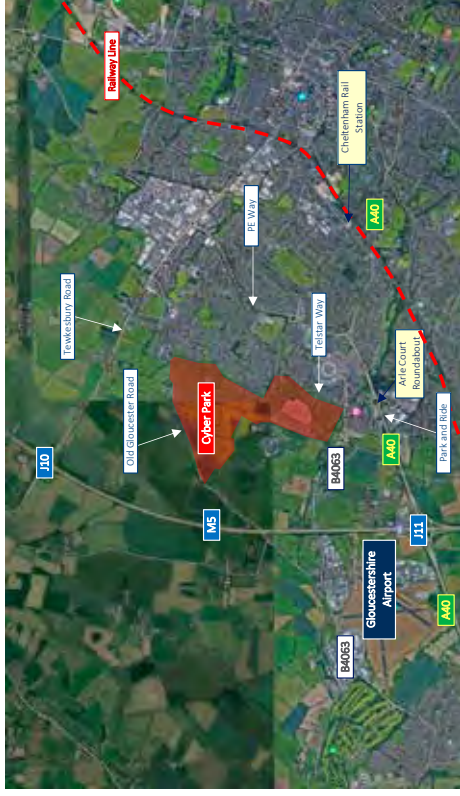 Railway Line
Cheltenham Rail
Station
A40
PE Way
Tewkesbury Road
Telstar Way
Arle Court
Roundabout
Old Gloucester Road
Cyber Park
Park and Ride
A40
B4063
J10
M5
J11
Gloucestershire
Airport
A40
B4063